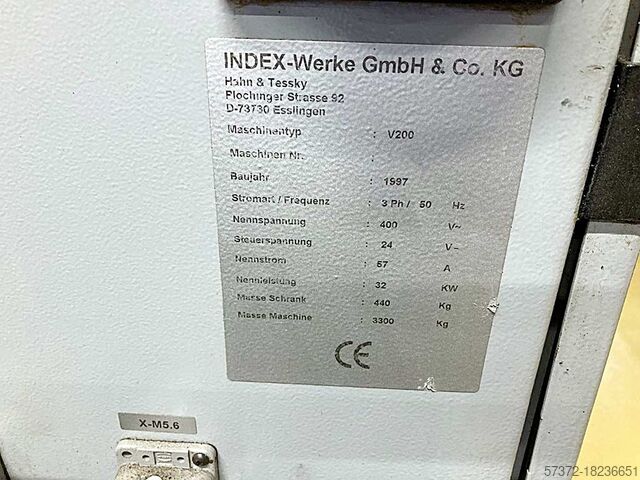 INDEX-Werke GmbH & Co. KG
Hahn & Tessky
Plochinger Strasse 92
D-73730 Esslingen
Maschinentyp : V200
Maschinen Nr. :
Baujahr : 1997
Stromart / Frequenz : 3 Ph / 50 Hz
Nennspannung : 400 V~
Steuerspannung : 24 V–
Nennstrom : 57 A
Nennleistung : 32 KW
Masse Schrank : 440 Kg
Masse Maschine : 3300 Kg
CE
X-M5.6
57372-18236651